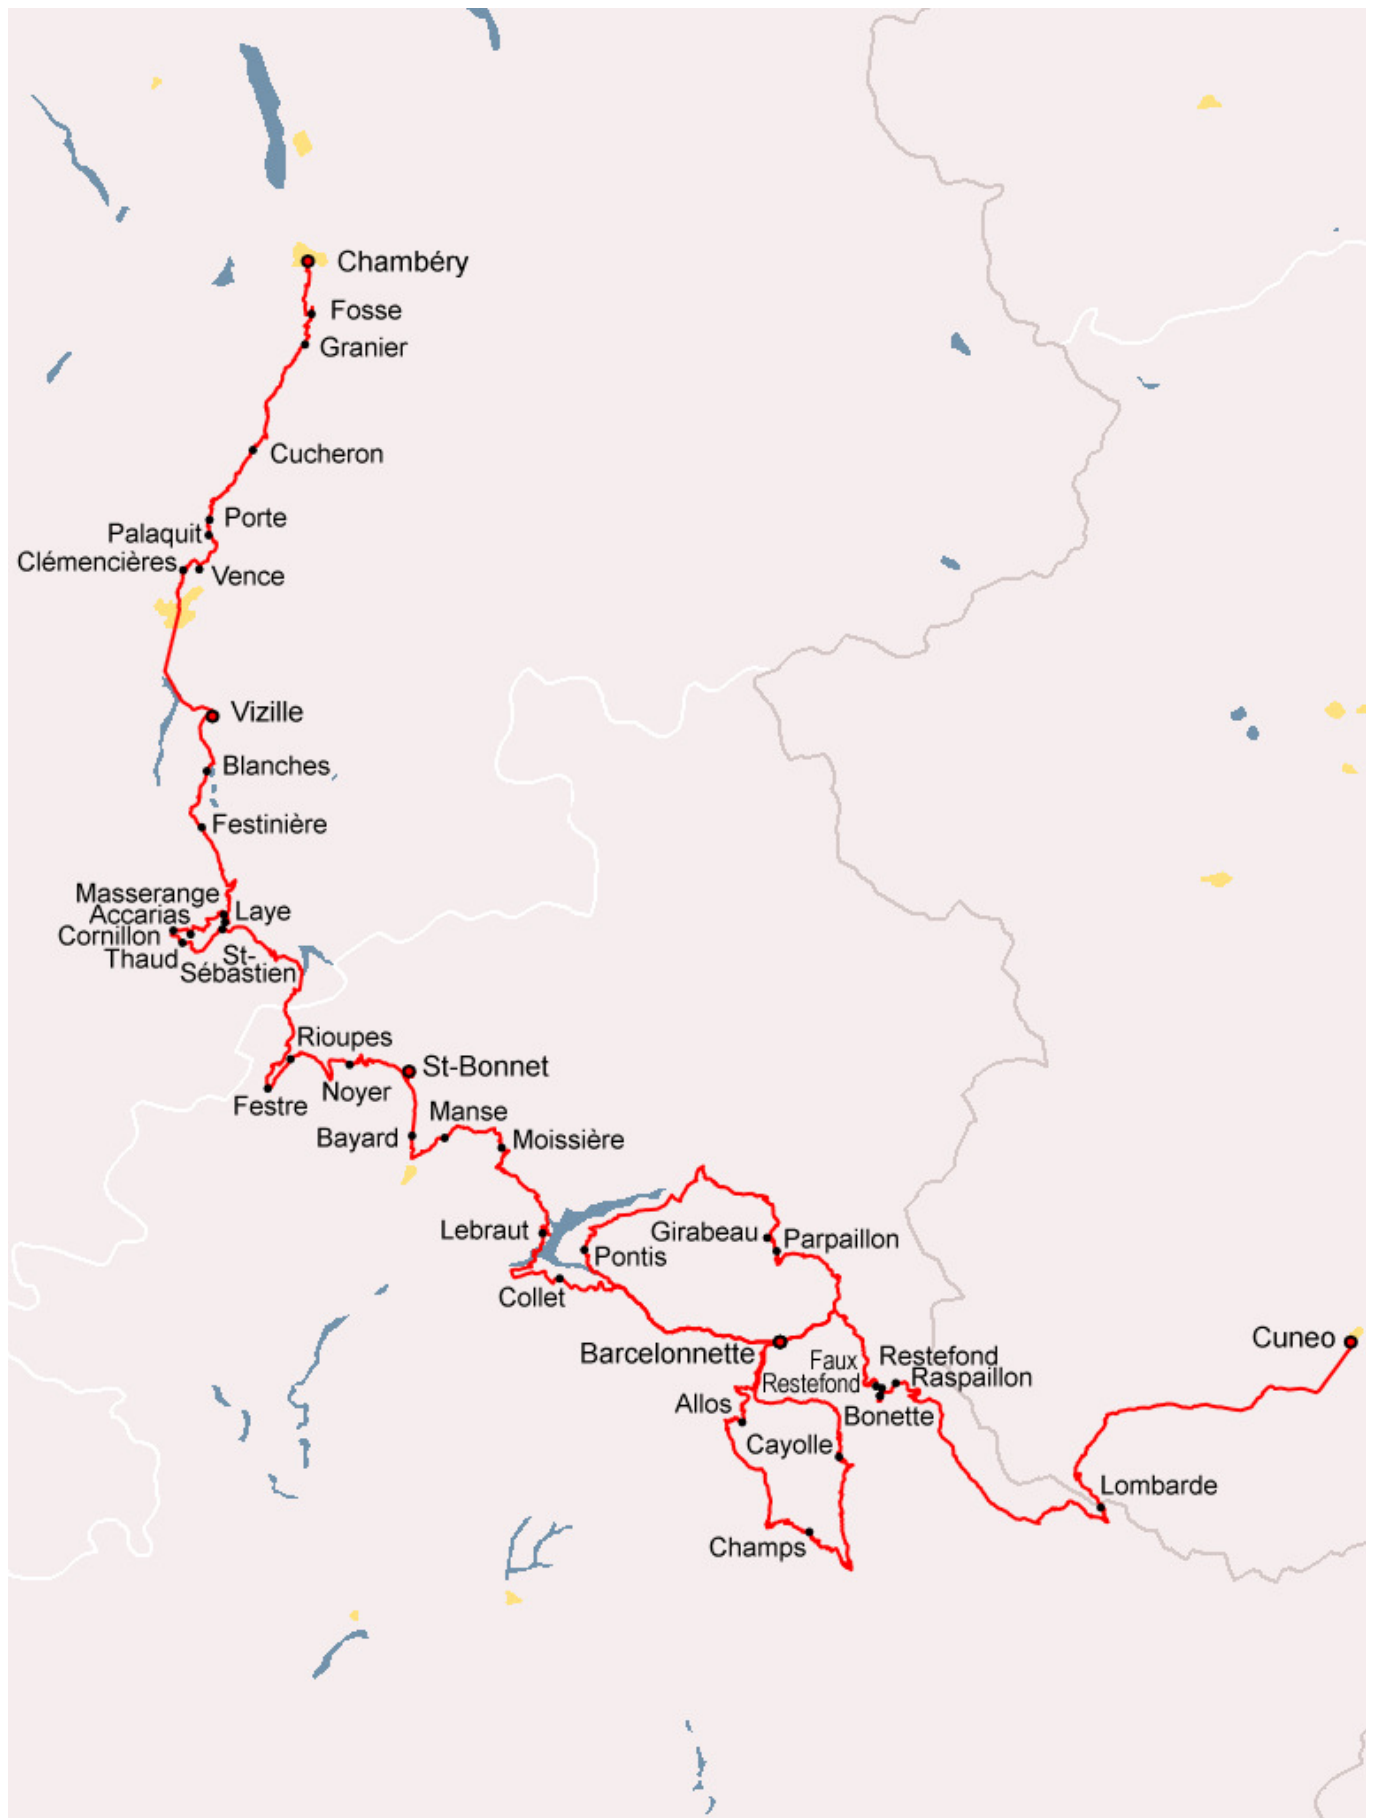 Chambéry
Fosse
Granier
Cucheron
Porte
Palaquit
Clémencières
Vence
Vizille
Blanches
Festinière
Masserange
Accarias
Laye
Cornillon
Thaud
St-
Sébastien
Rioupes
St-Bonnet
Noyer
Festre
Manse
Bayard
Moissière
Lebraut
Girabeau
Parpaillon
Pontis
Collet
Cuneo
Barcelonnette
Restefond
Faux
Restefond
Raspaillon
Allos
Bonette
Cayolle
Lombarde
Champs